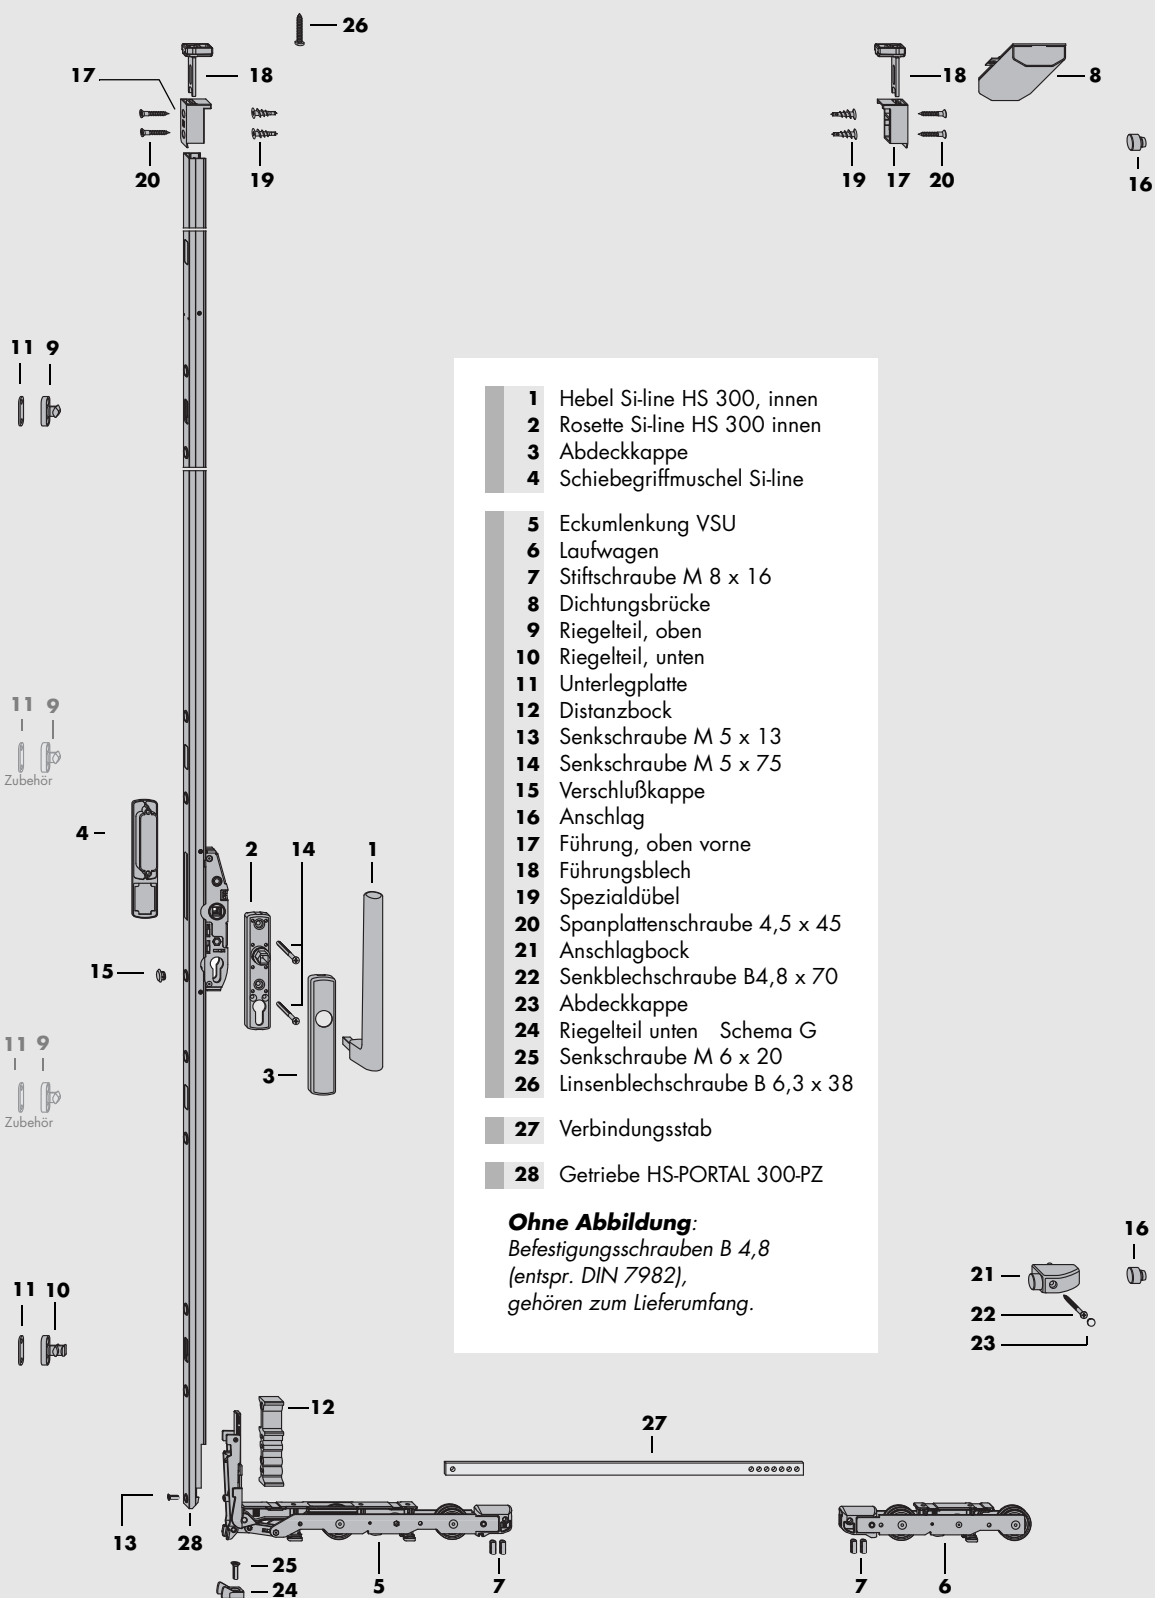 26
17
18
18
8
20
19
19
17
20
16
11 9
11 9
Zubehör
4
2
14
1
15
11 9
3
Zubehör
1 Hebel Si-line HS 300, innen
2 Rosette Si-line HS 300 innen
3 Abdeckkappe
4 Schiebegriffmuschel Si-line
5 Eckumlenkung VSU
6 Laufwagen
7 Stiftschraube M 8 x 16
8 Dichtungsbrücke
9 Riegelteil, oben
10 Riegelteil, unten
11 Unterlegplatte
12 Distanzbock
13 Senkschraube M 5 x 13
14 Senkschraube M 5 x 75
15 Verschlußkappe
16 Anschlag
17 Führung, oben vorne
18 Führungsblech
19 Spezialdübel
20 Spanplattenschraube 4,5 x 45
21 Anschlagbock
22 Senkblechschraube B4,8 x 70
23 Abdeckkappe
24 Riegelteil unten Schema G
25 Senkschraube M 6 x 20
26 Linsenblechschraube B 6,3 x 38
27 Verbindungsstab
28 Getriebe HS-PORTAL 300-PZ
Ohne Abbildung:
Befestigungsschrauben B 4,8
(entspr. DIN 7982),
gehören zum Lieferumfang.
16
21
22
23
11 10
12
27
13
28
25
24
5
7
7
6